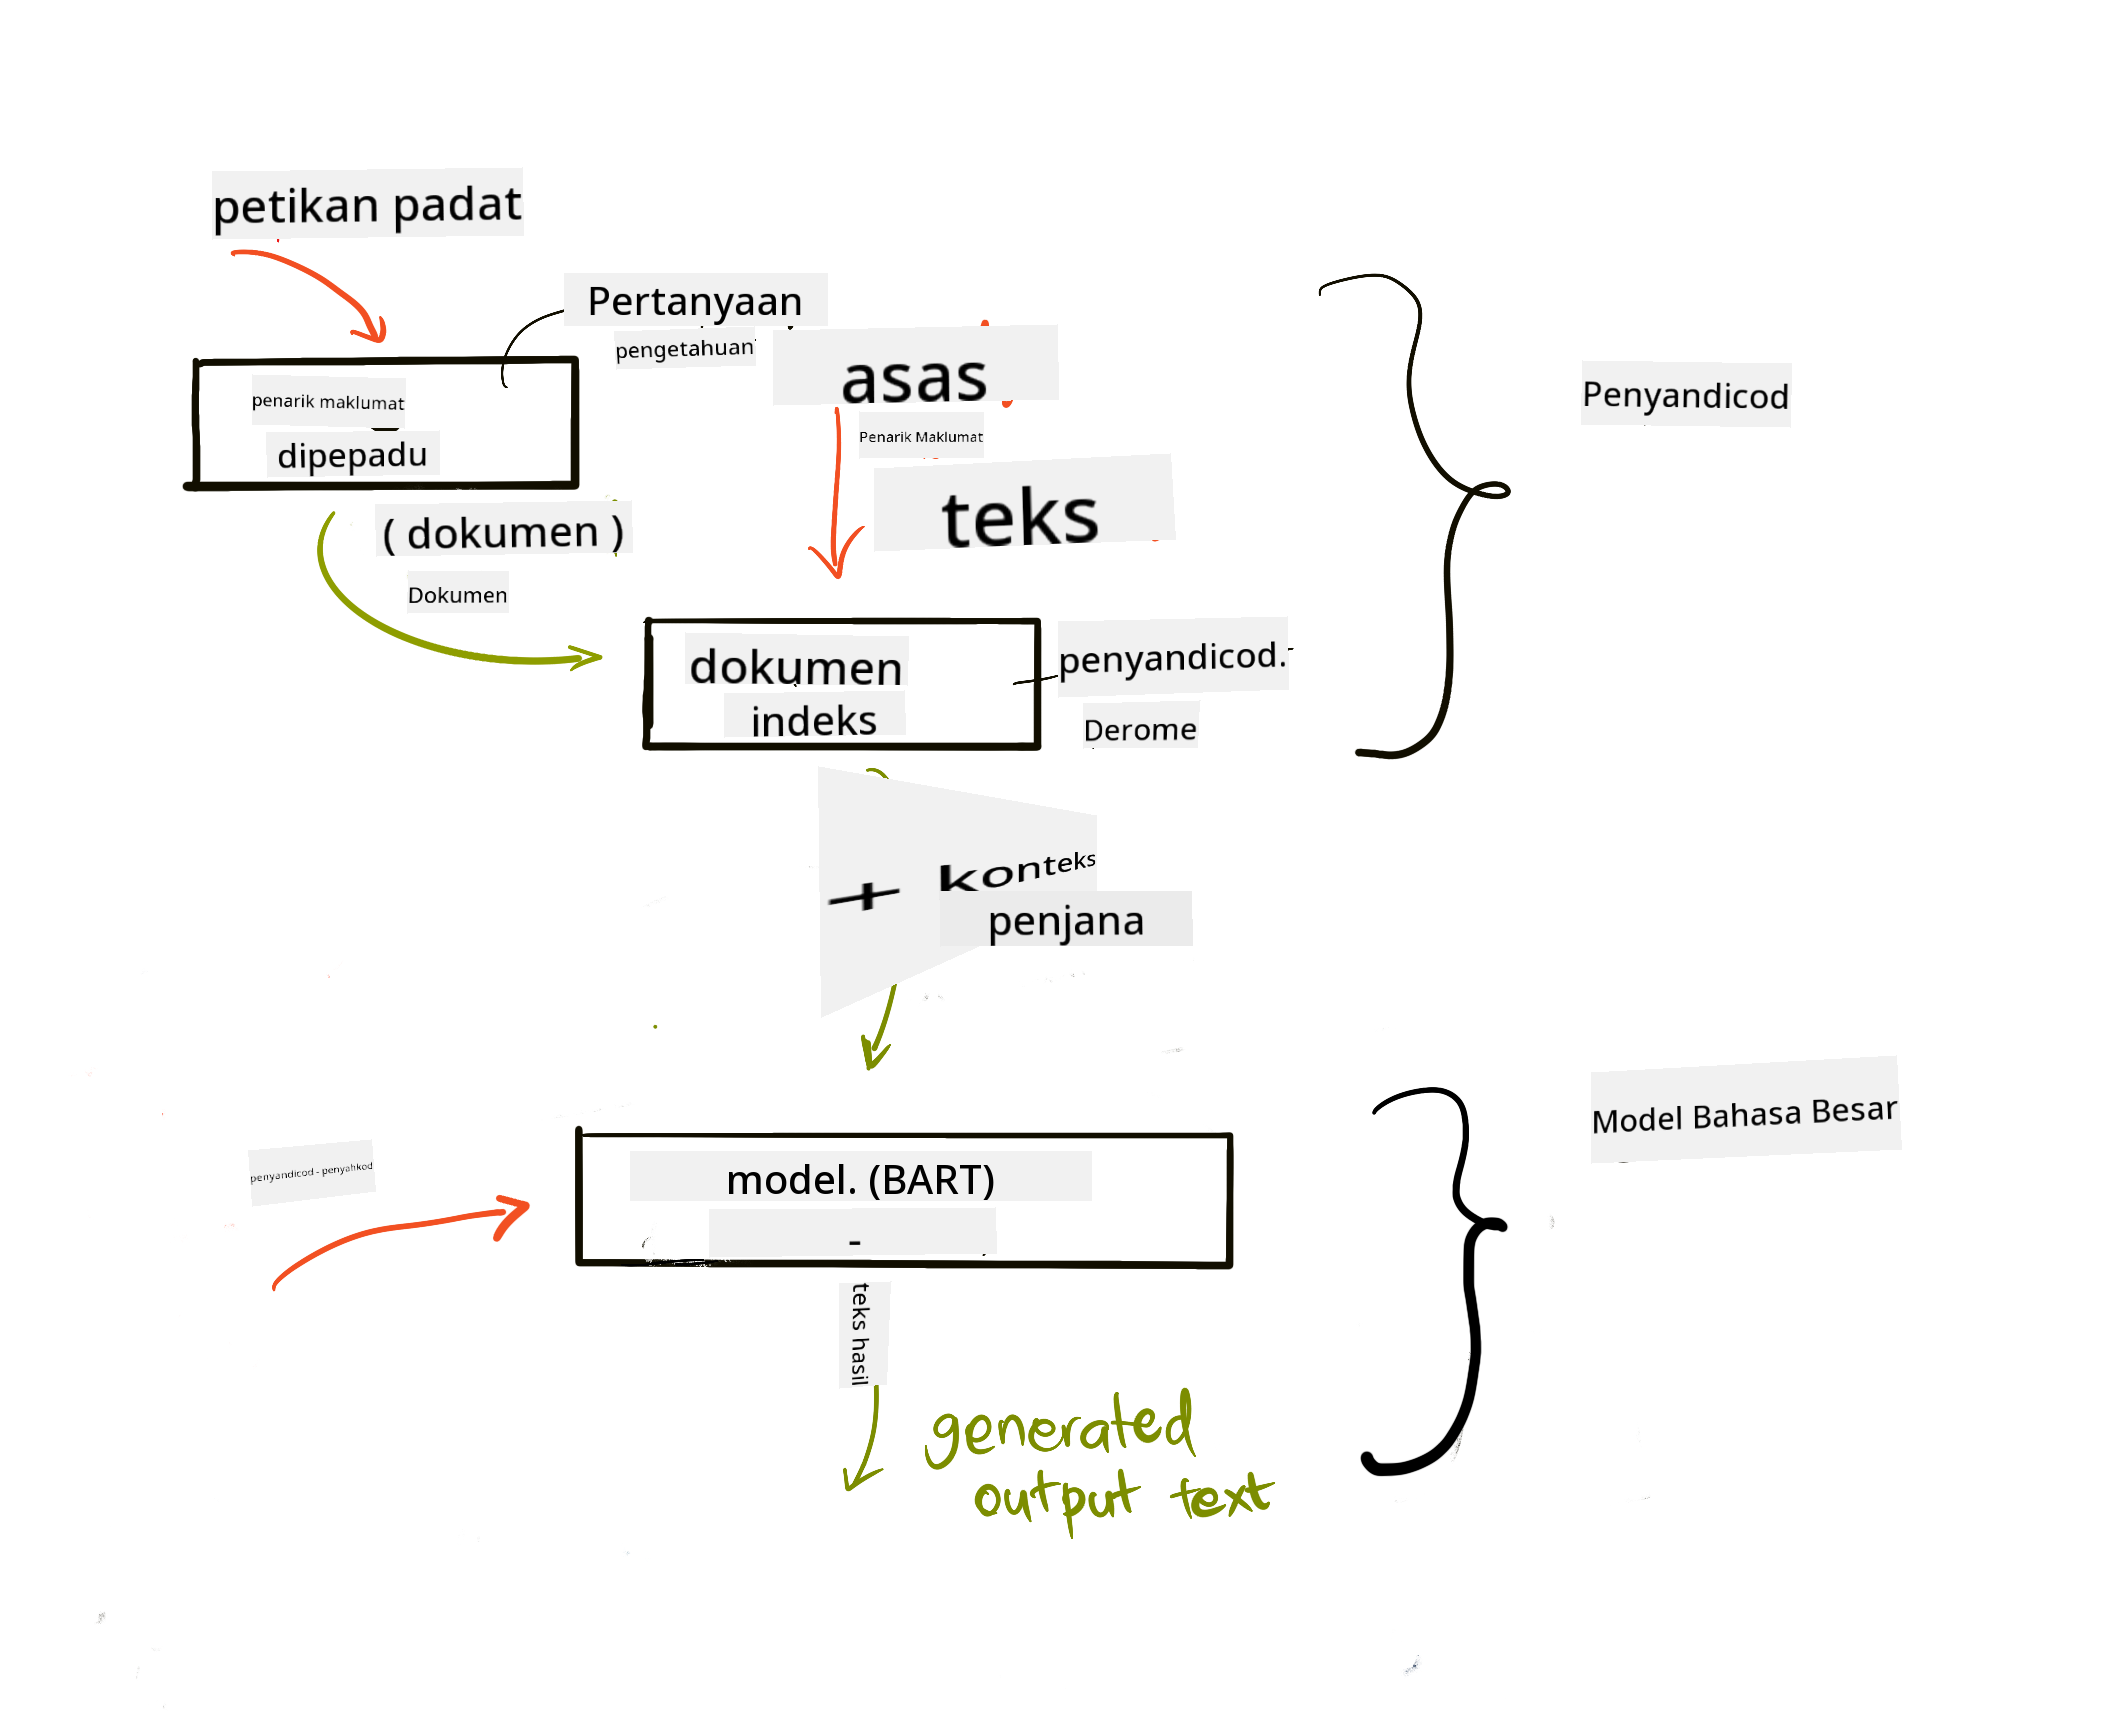 petikan padat
Pertanyaan
pengetahuan
asas
penarik maklumat
dipepadu
Penarik Maklumat
teks
Penyandicod
( dokumen )
Dokumen
dokumen
indeks
penyandicod.
Derome
+ konteks
penjana
Model Bahasa Besar
penyandicod - penyahkod
model. (BART)
-
teks hasil
generated
output text